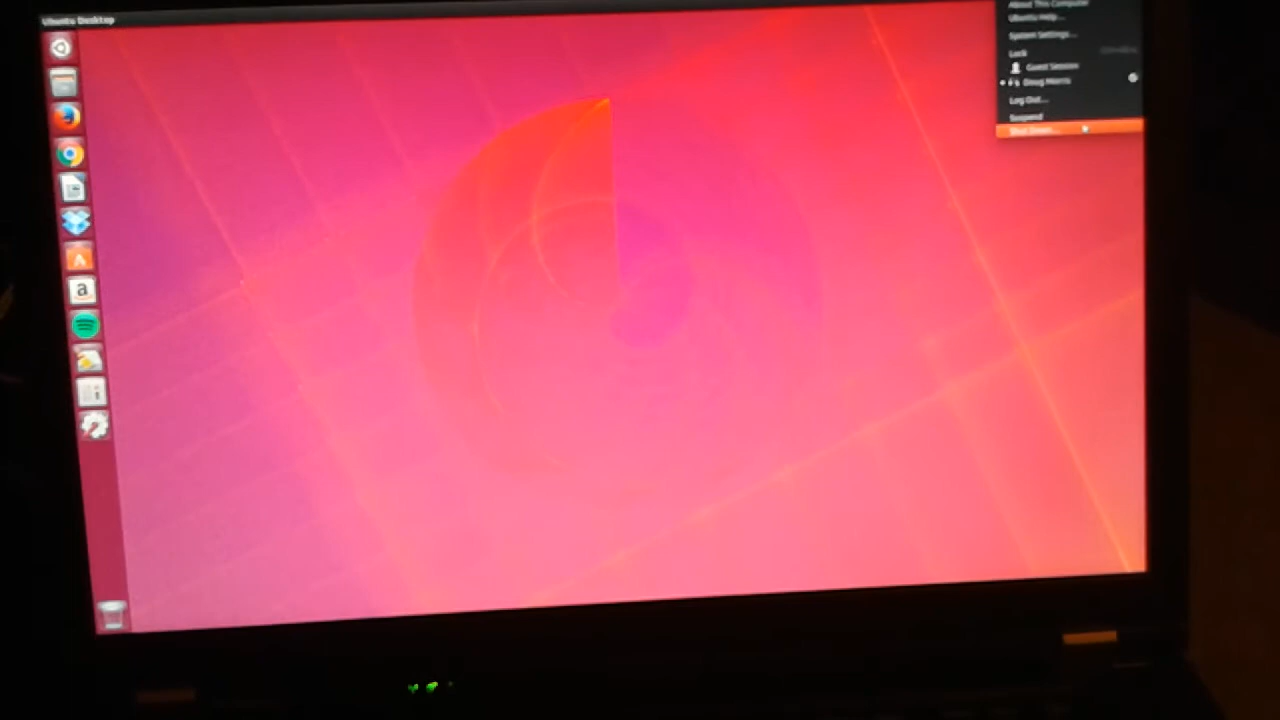 Ubuntu Desktop
About This Computer
Ubuntu Help...
System Settings...
Lock
Guest Session
Doug Morris
Log Out...
Suspend
Shut Down...
a